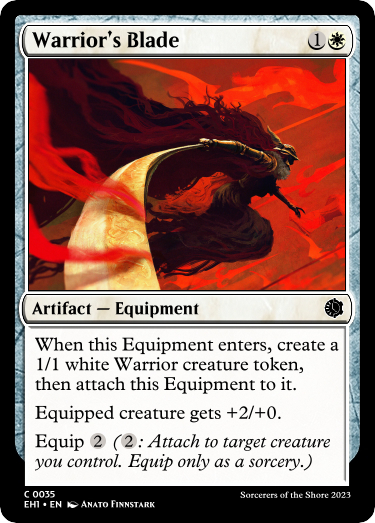 Warrior's Blade 1
Artifact — Equipment
When this Equipment enters, create a
1/1 white Warrior creature token,
then attach this Equipment to it.
Equipped creature gets +2/+0.
Equip 2 (2: Attach to target creature
you control. Equip only as a sorcery.)
C 0035
EH1 • EN Anato Finnstark
Sorcerers of the Shore 2023